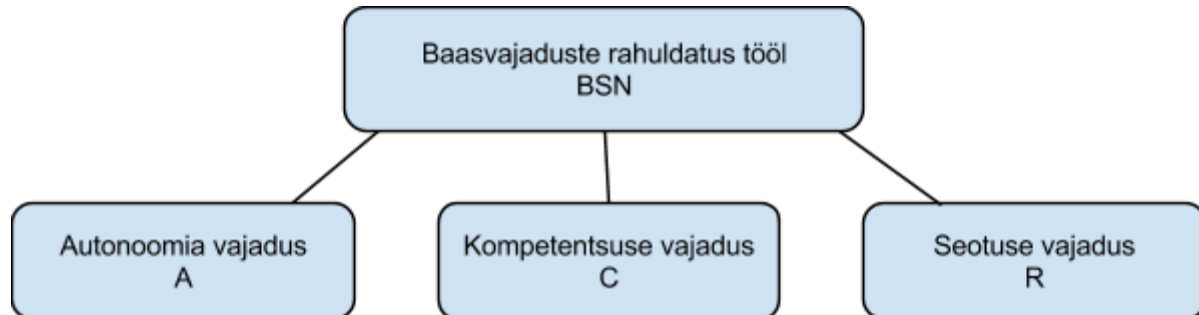 Baasvajaduste rahuldatus tööl
BSN
Autonoomia vajadus
A
Kompetentsuse vajadus
C
Seotuse vajadus
R